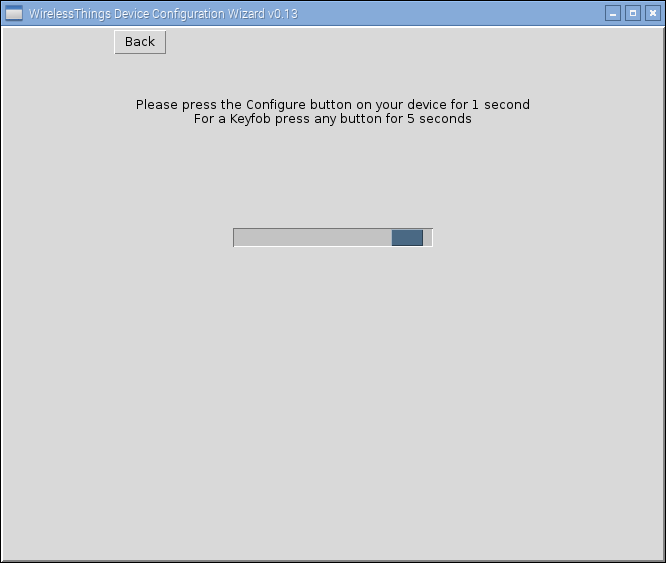 WirelessThings Device Configuration Wizard v0.13
Back
Please press the Configure button on your device for 1 second
For a Keyfob press any button for 5 seconds